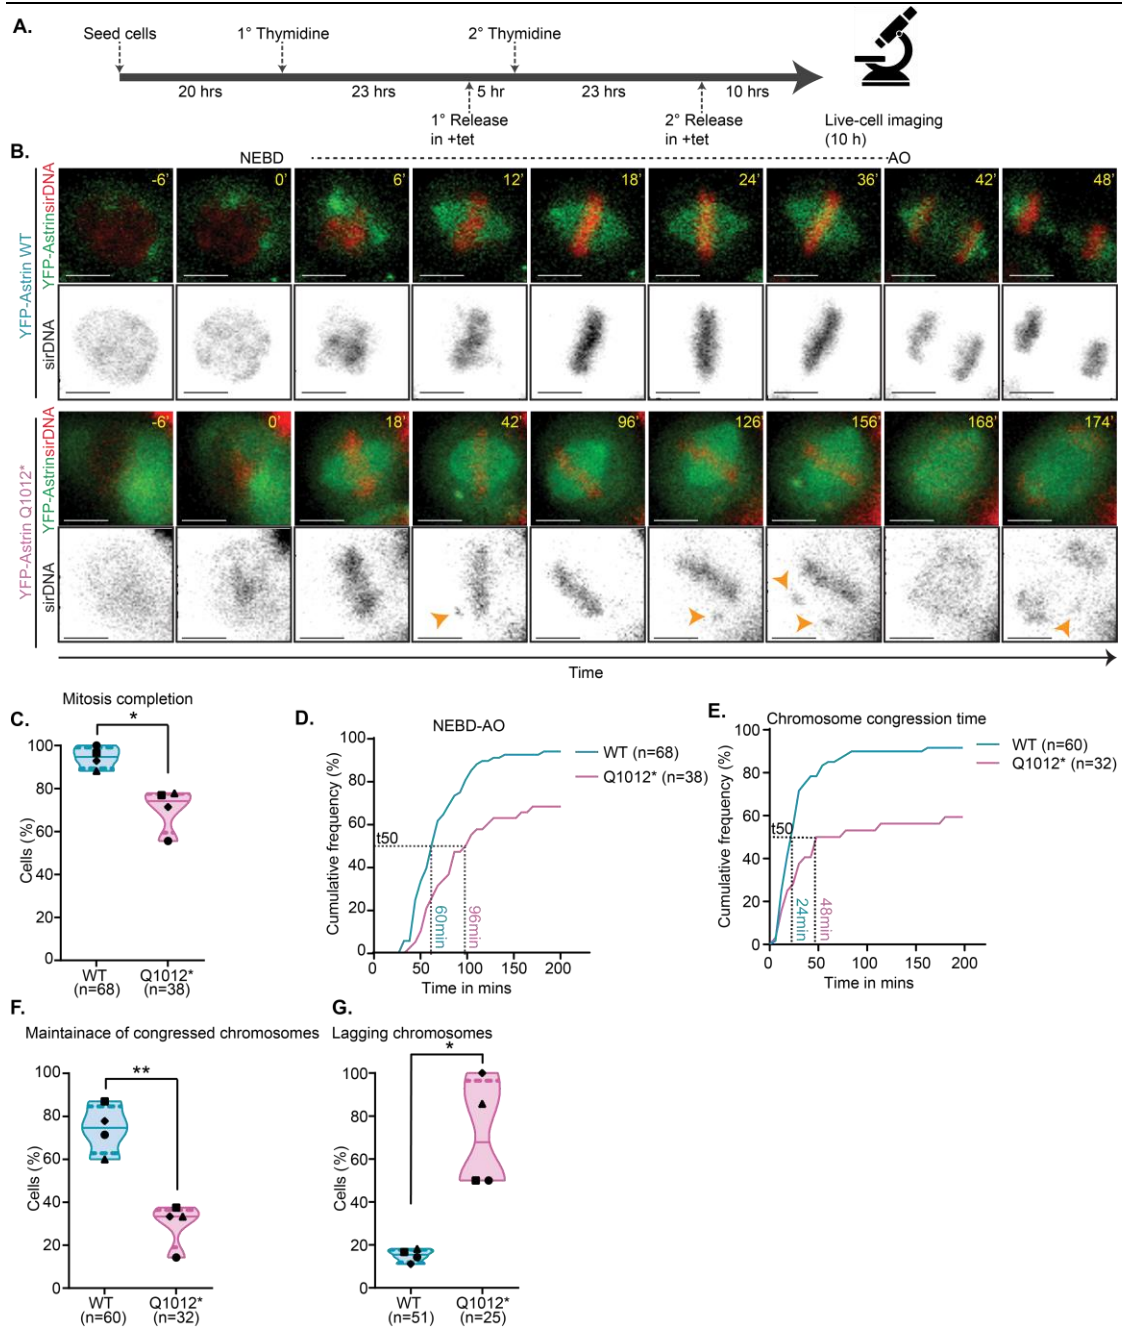 A.
Seed cells
1° Thymidine
2° Thymidine
20 hrs
23 hrs
5 hr
23 hrs
10 hrs
1° Release
in +tet
2° Release
in +tet
Live-cell imaging
(10 h)
B.
NEBD
AO
YFP-Astrin WT
YFP-AstrinsirDNA
-6'
0'
6'
12'
18'
24'
36'
42'
48'
sirDNA
YFP-Astrin Q1012*
YFP-AstrinsirDNA
-6'
0'
18'
42'
96'
126'
156'
168'
174'
sirDNA
Time
C.
Mitosis completion
*
Cells (%)
100
80
60
40
20
0
WT
(n=68)
Q1012*
(n=38)
D.
NEBD-AO
WT (n=68)
Q1012* (n=38)
Cumulative frequency (%)
100
80
60
40
20
0
t50
60min
96min
0
50
100
150
200
Time in mins
E.
Chromosome congression time
WT (n=60)
Q1012* (n=32)
Cumulative frequency (%)
100
80
60
40
20
0
t50
24min
48min
0
50
100
150
200
Time in mins
F.
Maintainace of congressed chromosomes
**
Cells (%)
100
80
60
40
20
0
WT
(n=60)
Q1012*
(n=32)
G.
Lagging chromosomes
*
Cells (%)
100
80
60
40
20
0
WT
(n=51)
Q1012*
(n=25)